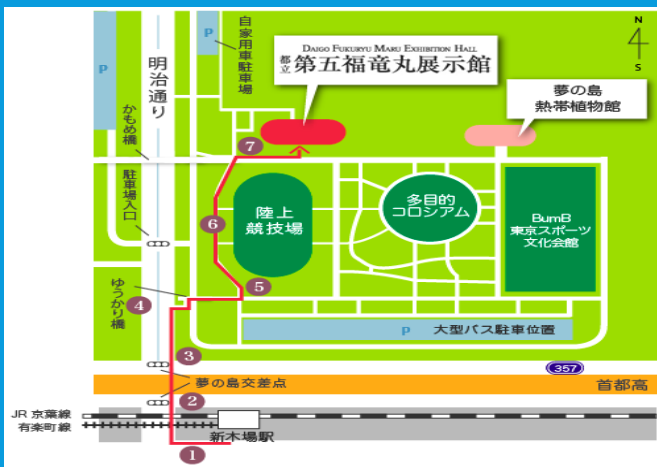 P
P
自家用車駐車場
明治通り
DAIGO FUKURYU MARU EXHIBITION HALL
都立 第五福竜丸展示館
N
S
夢の島
熱帯植物館
かもめ橋
駐車場入口
7
6
陸上
競技場
多目的
コロシアム
BumB
東京スポーツ
文化会館
5
ゆうかり橋
4
P 大型バス駐車位置
3
357
夢の島交差点
首都高
2
JR 京葉線
有楽町線
新木場駅
1